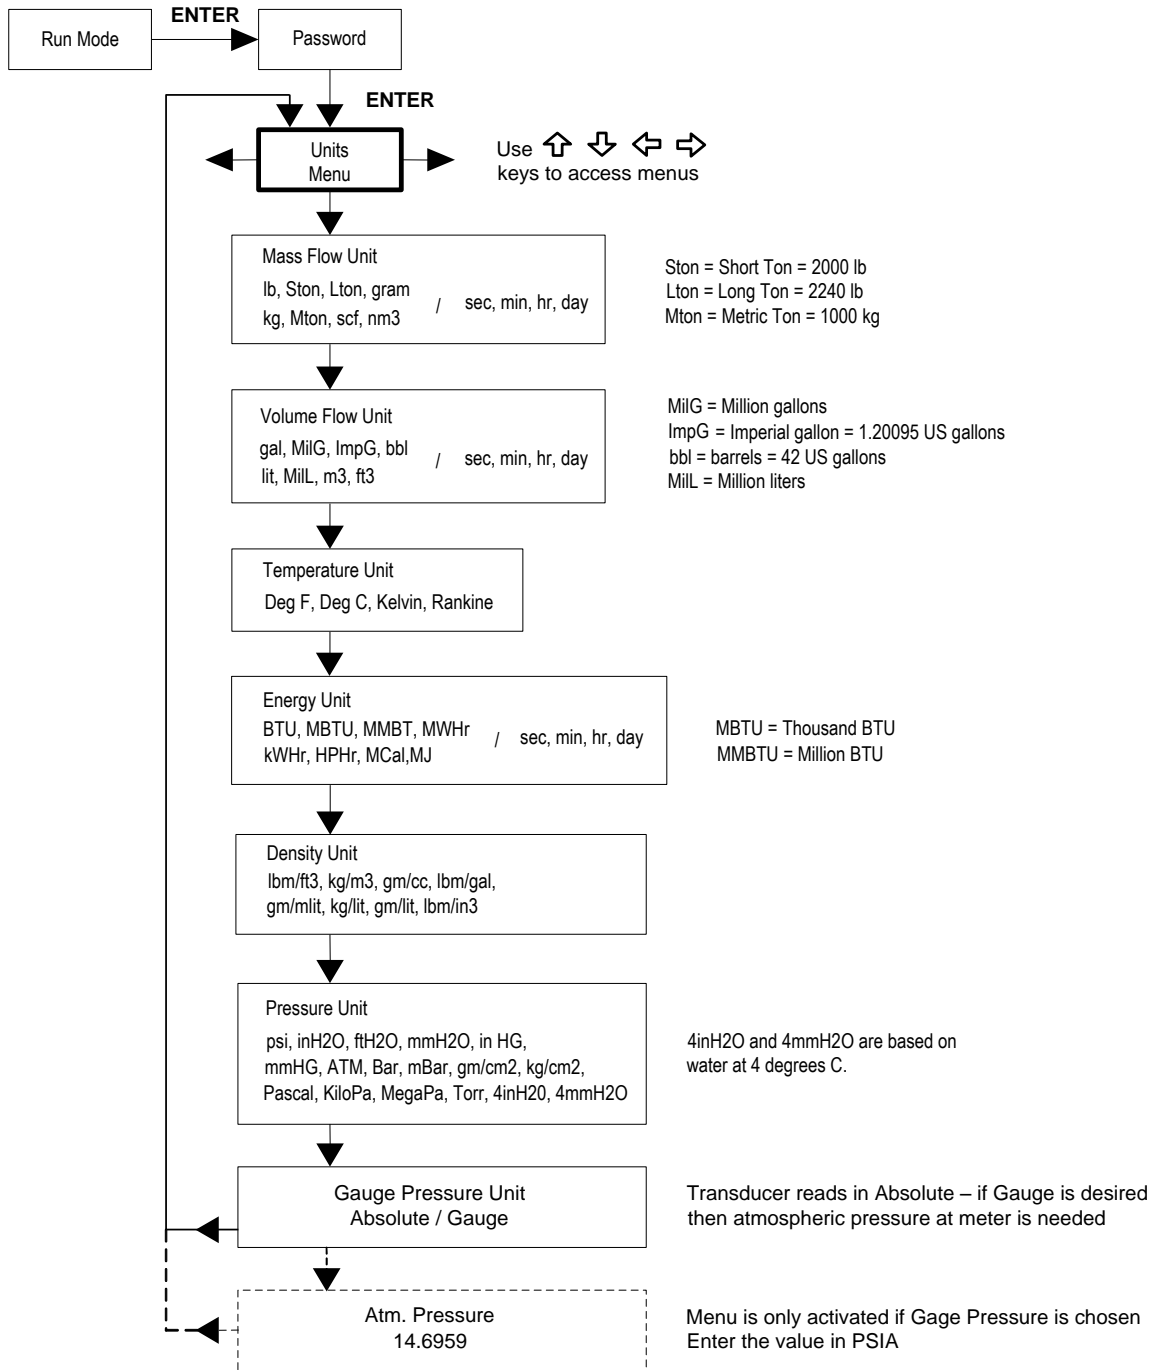 ENTER
Run Mode
Password
ENTER
Units
Menu
Use
keys to access menus
Mass Flow Unit
lb, Ston, Lton, gram
kg, Mton, scf, nm3
/ sec, min, hr, day
Ston = Short Ton = 2000 lb
Lton = Long Ton = 2240 lb
Mton = Metric Ton = 1000 kg
Volume Flow Unit
gal, MilG, ImpG, bbl
lit, MilL, m3, ft3
/ sec, min, hr, day
MilG = Million gallons
ImpG = Imperial gallon = 1.20095 US gallons
bbl = barrels = 42 US gallons
MilL = Million liters
Temperature Unit
Deg F, Deg C, Kelvin, Rankine
Energy Unit
BTU, MBTU, MMBT, MWHr
kWHr, HPHr, MCal,MJ
/ sec, min, hr, day
MBTU = Thousand BTU
MMBTU = Million BTU
Density Unit
lbm/ft3, kg/m3, gm/cc, lbm/gal,
gm/mlit, kg/lit, gm/lit, lbm/in3
Pressure Unit
psi, inH2O, ftH2O, mmH2O, in HG,
mmHG, ATM, Bar, mBar, gm/cm2, kg/cm2,
Pascal, KiloPa, MegaPa, Torr, 4inH20, 4mmH2O
4inH2O and 4mmH2O are based on
water at 4 degrees C.
Gauge Pressure Unit
Absolute / Gauge
Transducer reads in Absolute – if Gauge is desired
then atmospheric pressure at meter is needed
Atm. Pressure
14.6959
Menu is only activated if Gage Pressure is chosen
Enter the value in PSIA